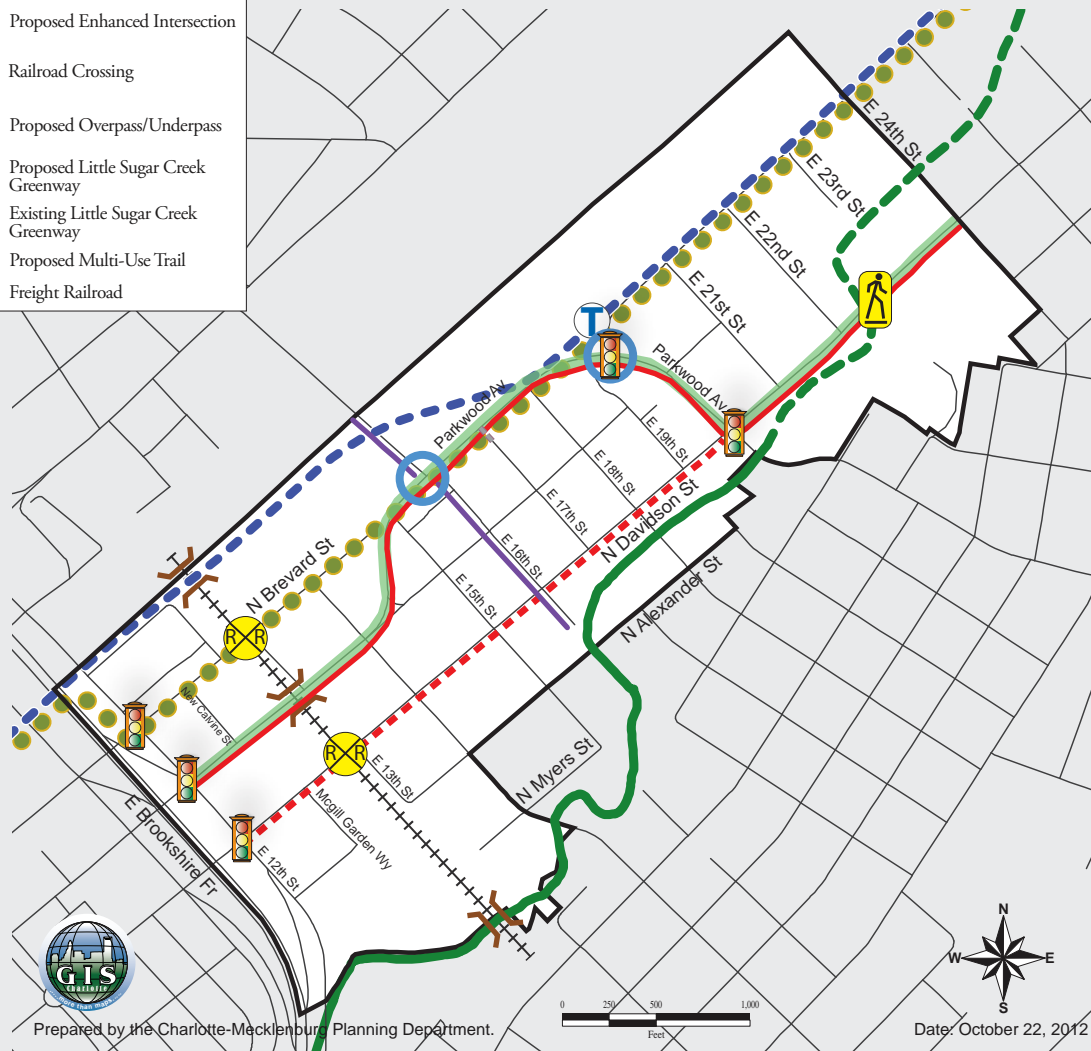 Proposed Enhanced Intersection
Railroad Crossing
Proposed Overpass/Underpass
Proposed Little Sugar Creek
Greenway
Existing Little Sugar Creek
Greenway
Proposed Multi-Use Trail
Freight Railroad
E 24th St
E 23rd St
E 22nd St
E 21st St
T
Parkwood Av
Parkwood Av
E 19th St
E 18th St
E 17th St
E 16th St
E 15th St
N Davidson St
N Alexander St
N Brevard St
R R
New Calvine St
R R
E 13th St
Mcgill Garden Wy
E 12th St
E Brookshire Fr
N Myers St
GIS
Charlotte
...more than maps...
N
W
E
S
0 250 500 1,000
Feet
Prepared by the Charlotte-Mecklenburg Planning Department.
Date: October 22, 2012